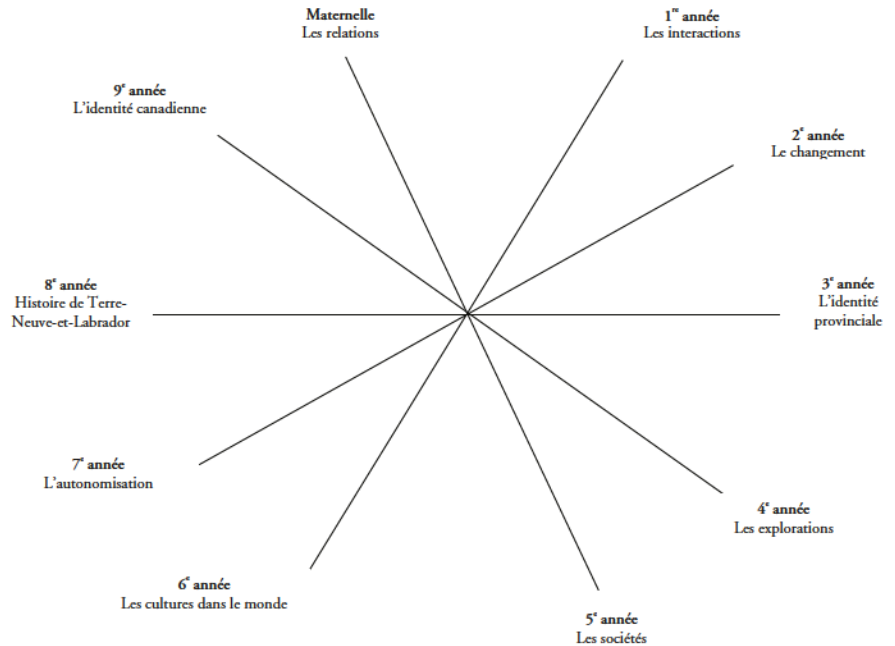 Maternelle
Les relations
1re année
Les interactions
2e année
Le changement
3e année
L'identité
provinciale
4e année
Les explorations
5e année
Les sociétés
6e année
Les cultures dans le monde
7e année
L'autonomisation
8e année
Histoire de Terre-
Neuve-et-Labrador
9e année
L'identité canadienne